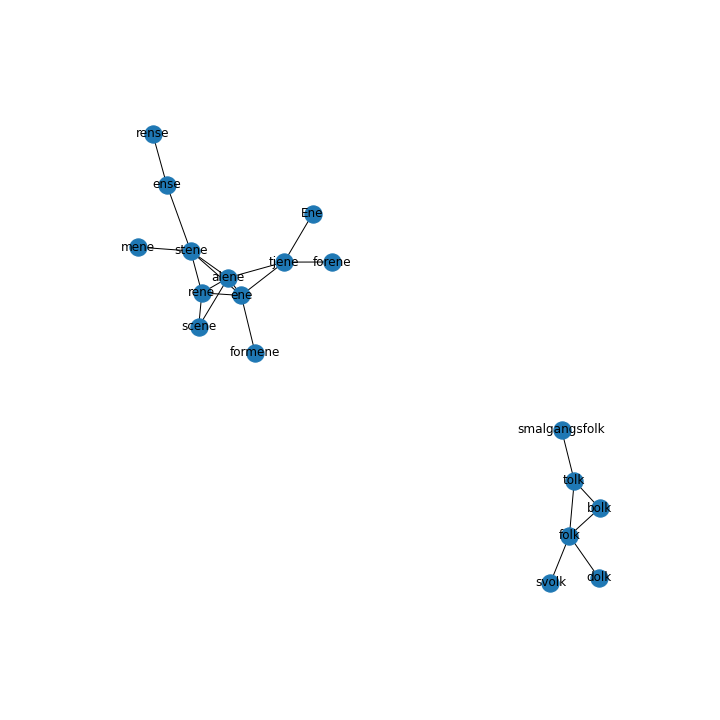 rense
ense
Ene
mene
stene
tjene
forene
alene
rene
ene
scene
formene
smalgangsfolk
tolk
bolk
folk
svolk
dolk